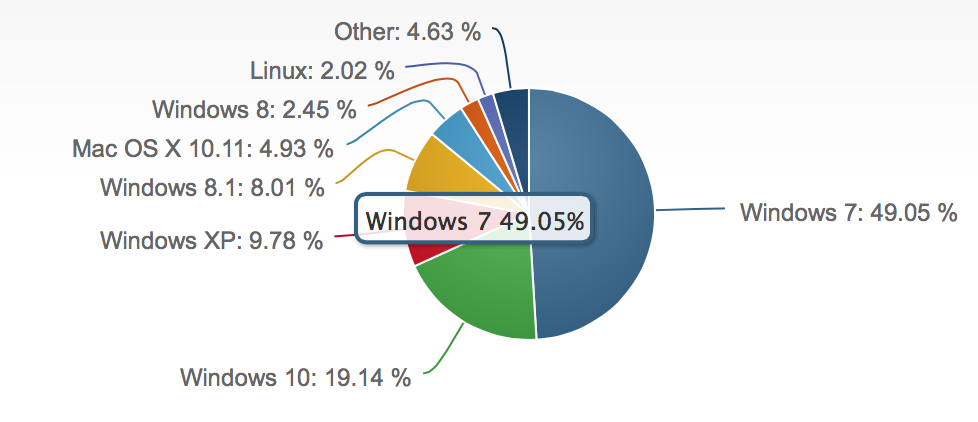 Other: 4.63 %
Linux: 2.02 %
Windows 8: 2.45 %
Mac OS X 10.11: 4.93 %
Windows 8.1: 8.01 %
Windows 7: 49.05 %
Windows 7 49.05%
Windows XP: 9.78 %
Windows 10: 19.14 %